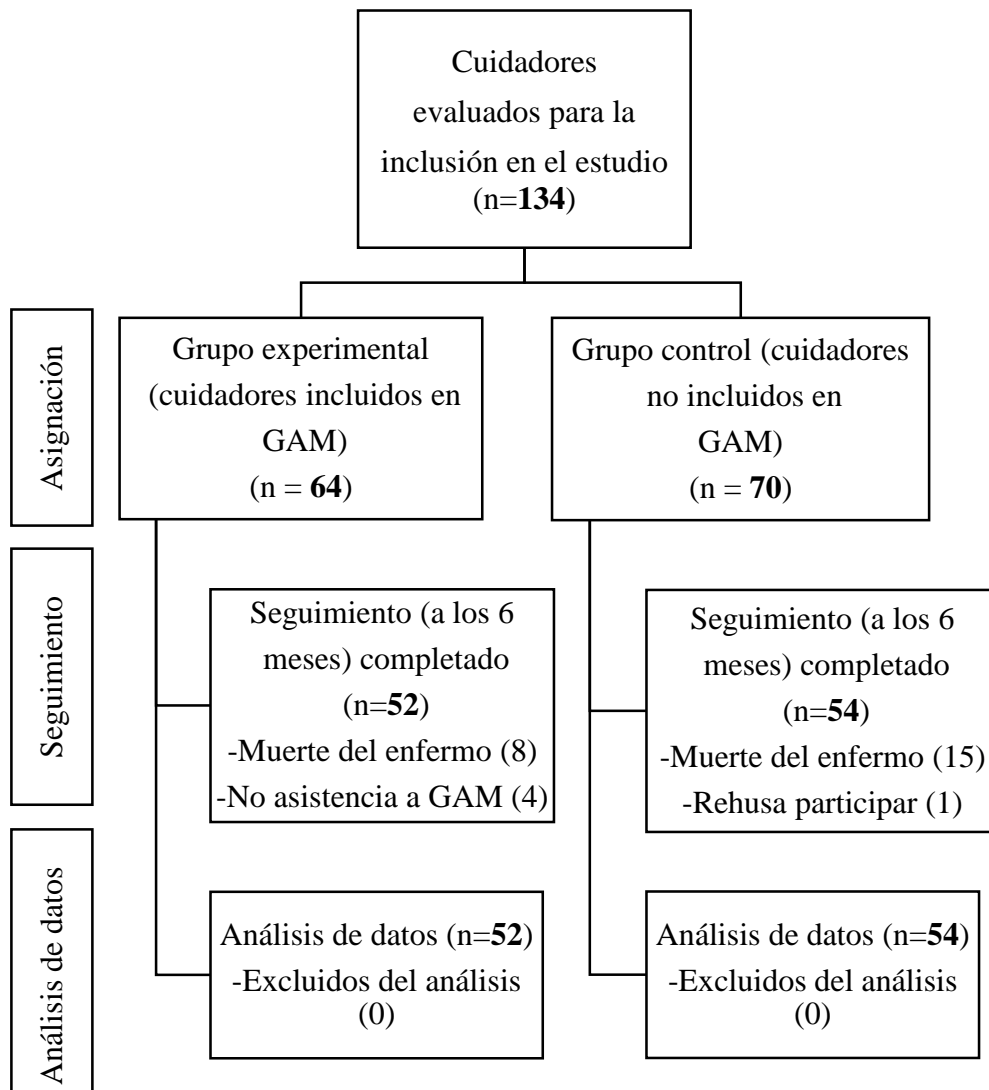 Cuidadores
evaluados para la
inclusión en el estudio
(n=134)
Asignación
Grupo experimental
(cuidadores incluidos en
GAM)
(n = 64)
Grupo control (cuidadores
no incluidos en
GAM)
(n = 70)
Seguimiento
Seguimiento (a los 6
meses) completado
(n=52)
-Muerte del enfermo (8)
-No asistencia a GAM (4)
Seguimiento (a los 6
meses) completado
(n=54)
-Muerte del enfermo (15)
-Rehusa participar (1)
Análisis de datos
Análisis de datos (n=52)
-Excluidos del análisis
(0)
Análisis de datos (n=54)
-Excluidos del análisis
(0)